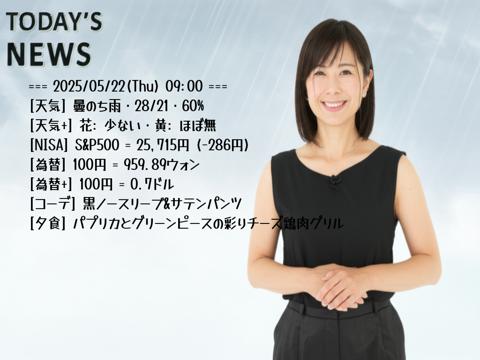 TODAY'S
NEWS
=== 2025/05/22(Thu) 09:00 ===
[天気] 曇のち雨・28/21・60%
[天気+] 花: 少ない・黄: ほぼ無
[NISA] S&P500 = 25,715円 (-286円)
[為替] 100円 = 959.89ウォン
[為替+] 100円 = 0.7ドル
[コーデ] 黒ノースリーブ&サテンパンツ
[夕食] パプリカとグリーンピースの彩りチーズ鶏肉グリル